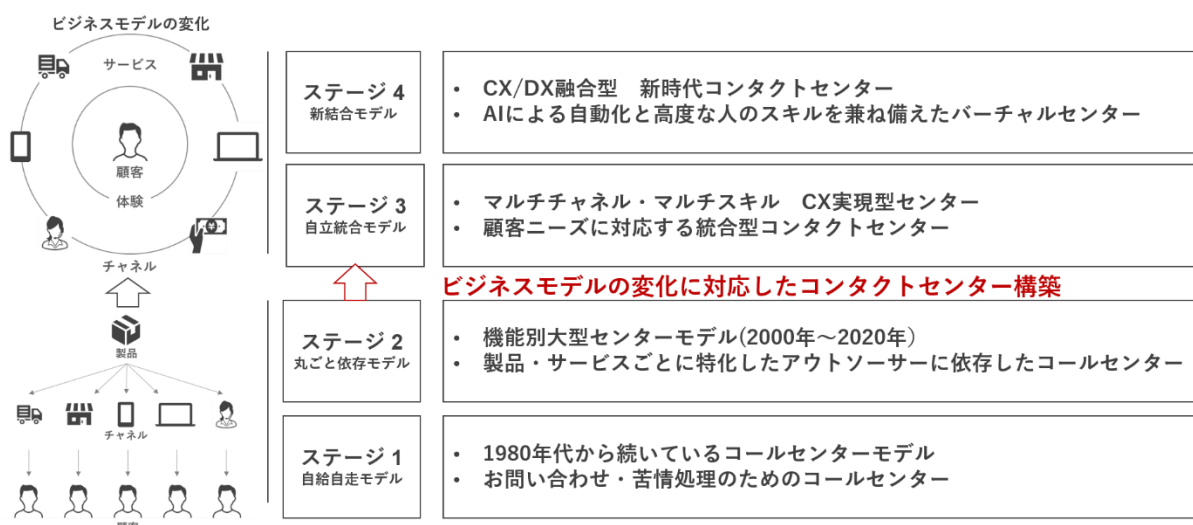 ビジネスモデルの変化
サービス
顧客
体験
チャネル
製品
チャネル
ステージ 4
新結合モデル
• CX/DX融合型　新時代コンタクトセンター
• AIによる自動化と高度な人のスキルを兼ね備えたバーチャルセンター
ステージ 3
自立統合モデル
• マルチチャネル・マルチスキル　CX実現型センター
• 顧客ニーズに対応する統合型コンタクトセンター
ビジネスモデルの変化に対応したコンタクトセンター構築
ステージ 2
丸ごと依存モデル
• 機能別大型センターモデル(2000年～2020年)
• 製品・サービスごとに特化したアウトソーサーに依存したコールセンター
ステージ 1
自給自走モデル
• 1980年代から続いているコールセンターモデル
• お問い合わせ・苦情処理のためのコールセンター